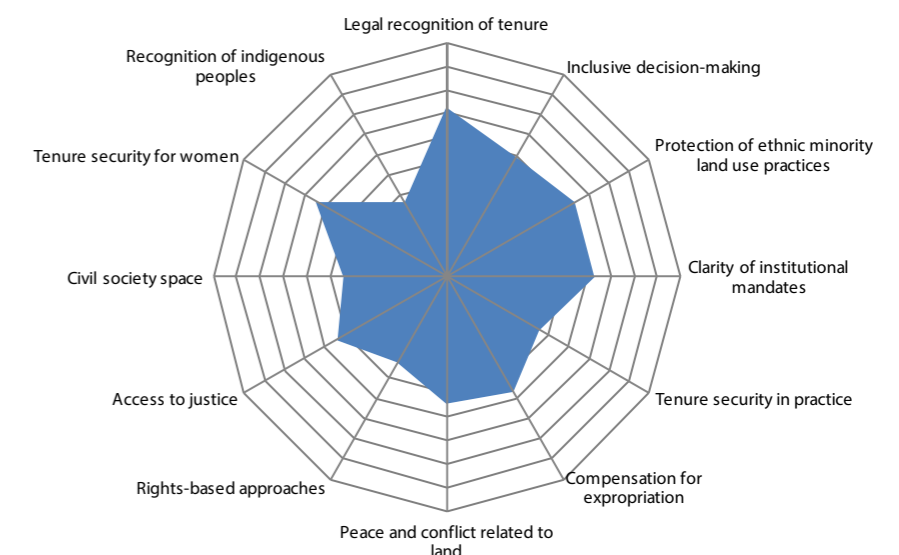 Legal recognition of tenure
Inclusive decision-making
Protection of ethnic minority
land use practices
Clarity of institutional
mandates
Tenure security in practice
Compensation for
expropriation
Peace and conflict related to
land
Rights-based approaches
Access to justice
Civil society space
Tenure security for women
Recognition of indigenous
peoples